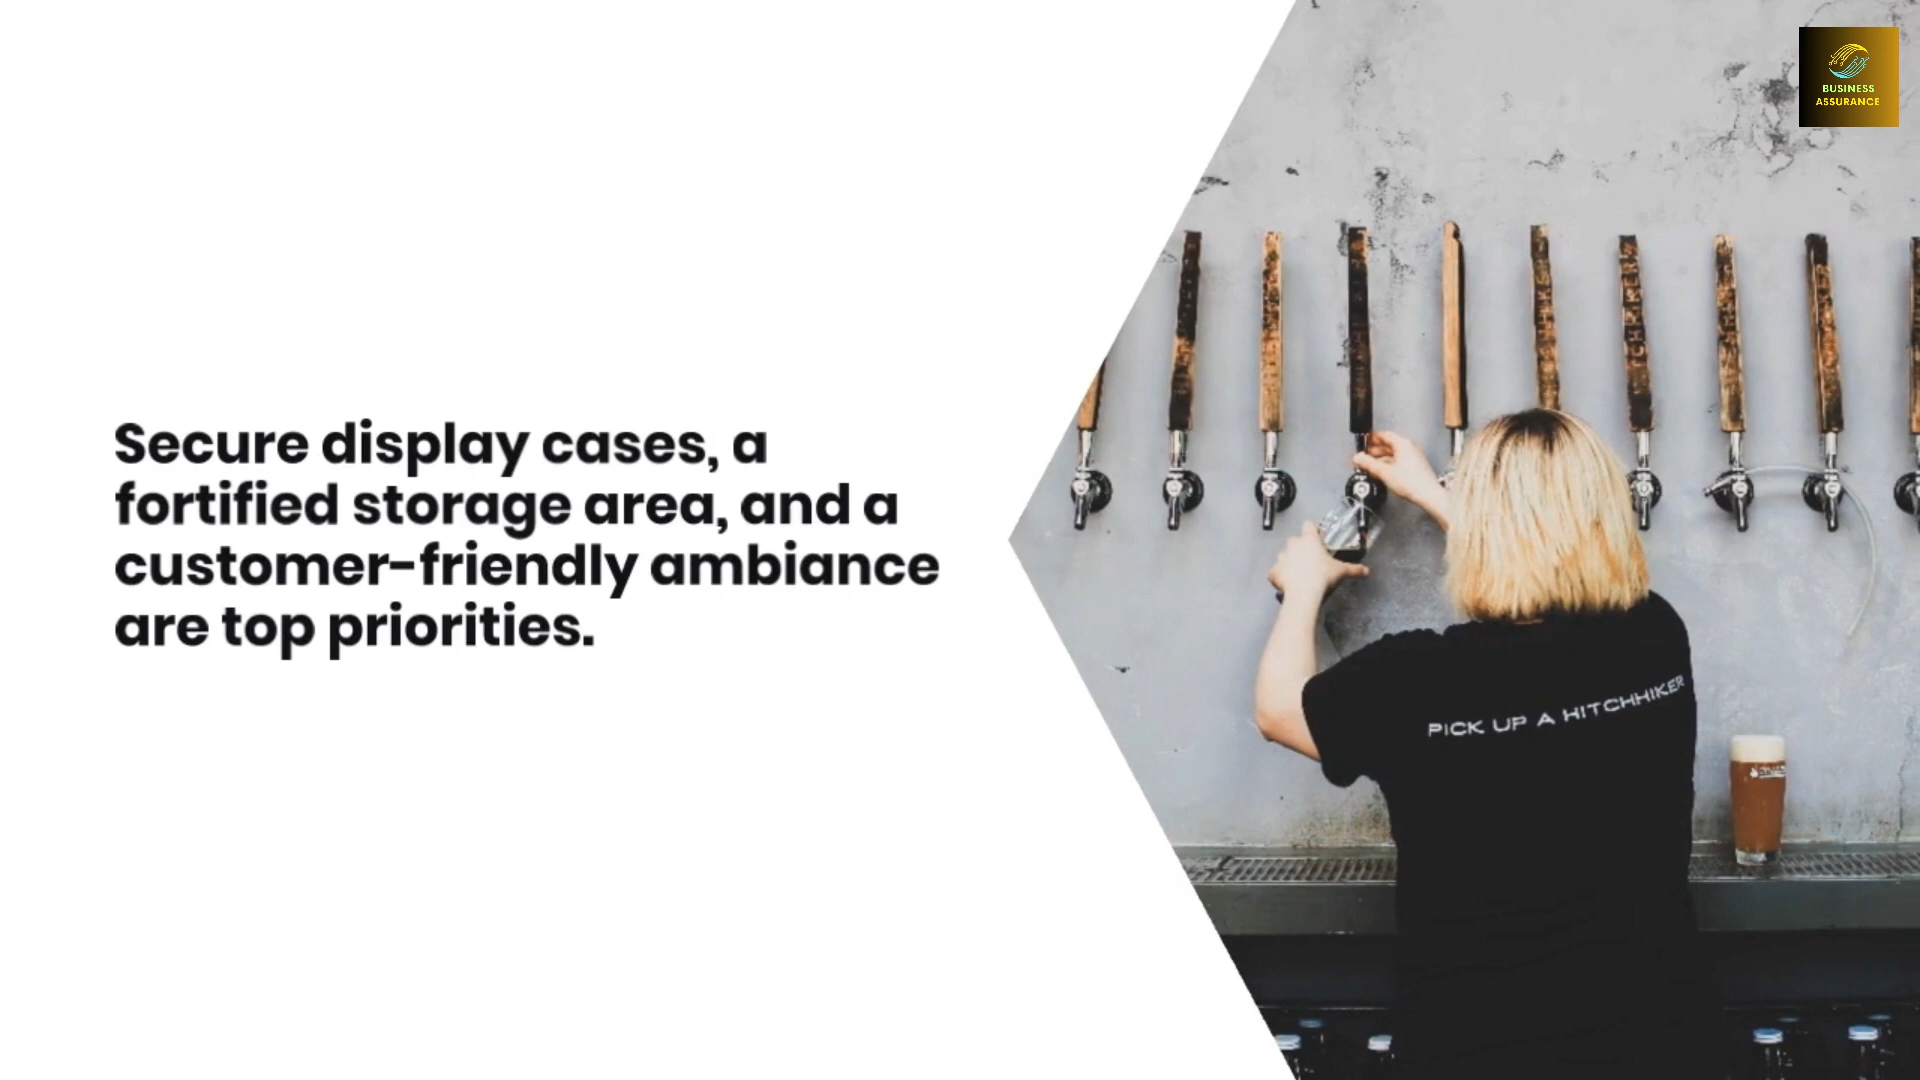 BUSINESS
ASSURANCE
Secure display cases, a
fortified storage area, and a
customer-friendly ambiance
are top priorities.
PICK UP A HITCHHIKER